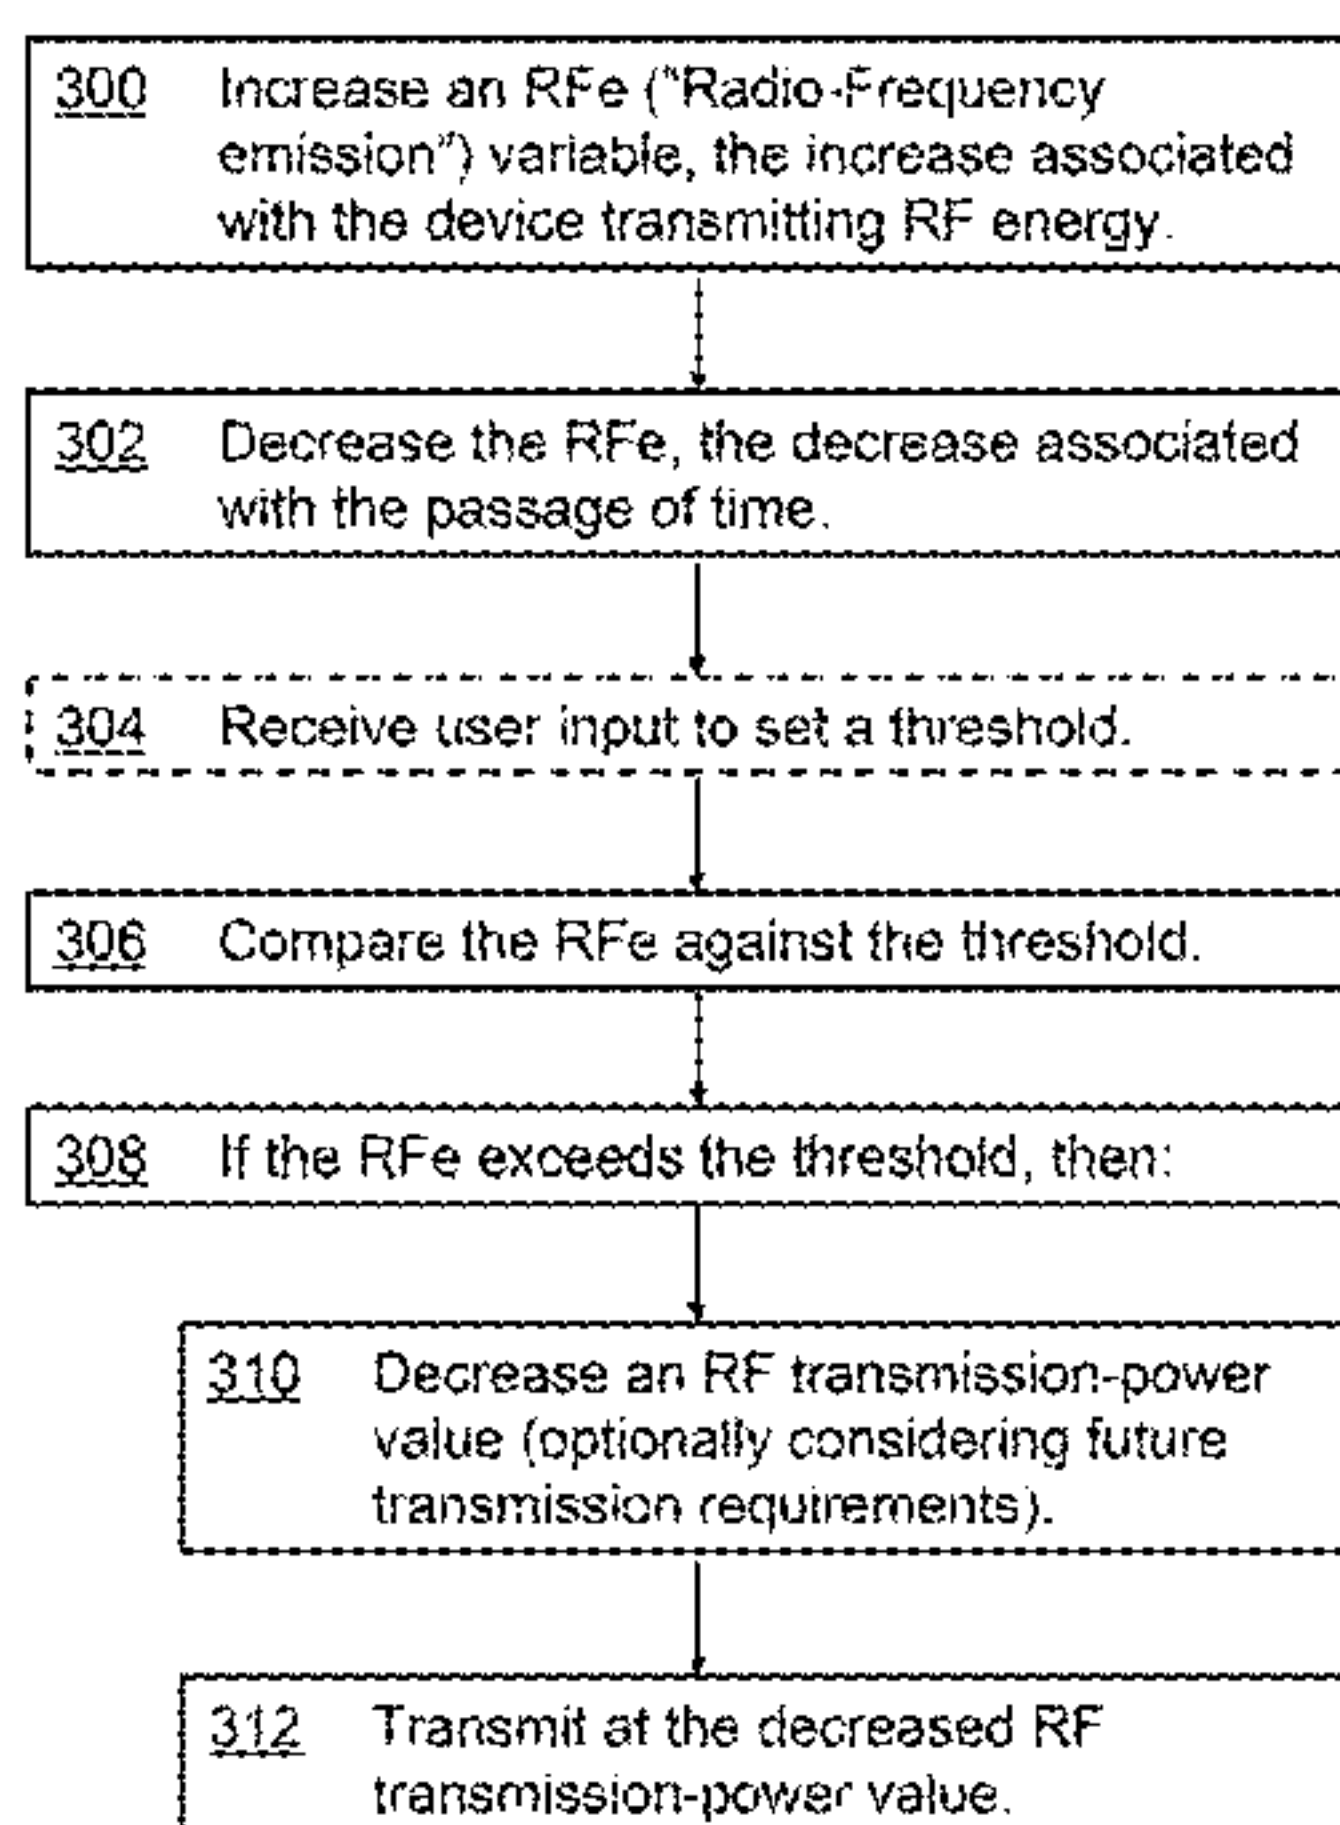 300 Increase an RFe ("Radio-Frequency
emission") variable, the increase associated
with the device transmitting RF energy.
302 Decrease the RFe, the decrease associated
with the passage of time.
304 Receive user input to set a threshold.
306 Compare the RFe against the threshold.
308 If the RFe exceeds the threshold, then:
310 Decrease an RF transmission-power
value (optionally considering future
transmission requirements).
312 Transmit at the decreased RF
transmission-power value.